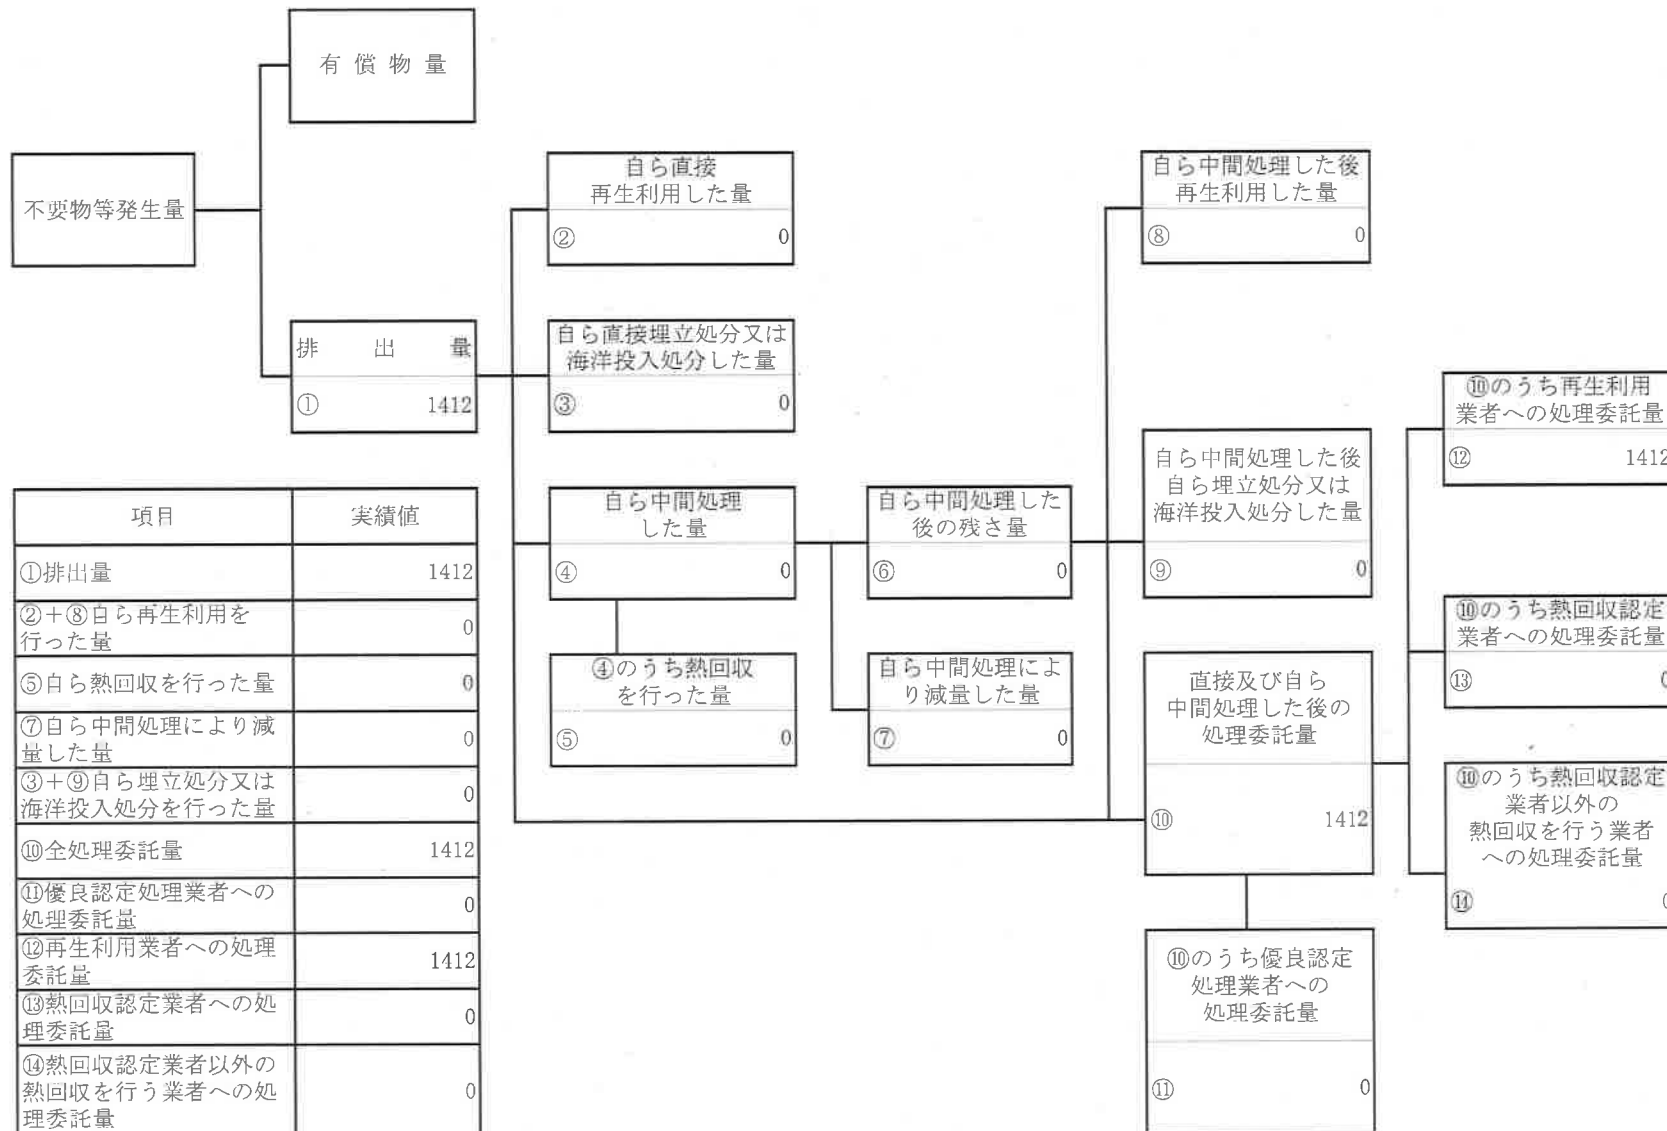 有償物量
不要物等発生量
排出量
① 1412
自ら直接
再生利用した量
② 0
自ら直接埋立処分又は
海洋投入処分した量
③ 0
自ら中間処理
した量
④ 0
④のうち熱回収
を行った量
⑤ 0
自ら中間処理した
後の残さ量
⑥ 0
自ら中間処理によ
り減量した量
⑦ 0
自ら中間処理した後
再生利用した量
⑧ 0
自ら中間処理した後
自ら埋立処分又は
海洋投入処分した量
⑨ 0
直接及び自ら
中間処理した後の
処理委託量
⑩ 1412
⑩のうち優良認定
処理業者への
処理委託量
⑪ 0
⑩のうち再生利用
業者への処理委託量
⑫ 1412
⑩のうち熱回収認定
業者への処理委託量
⑬ 0
⑩のうち熱回収認定
業者以外の
熱回収を行う業者
への処理委託量
⑭
項目 実績値
①排出量 1412
②+⑧自ら再生利用を
行った量 0
⑤自ら熱回収を行った量 0
⑦自ら中間処理により減
量した量 0
③+⑨自ら埋立処分又は
海洋投入処分を行った量 0
⑩全処理委託量 1412
⑪優良認定処理業者への
処理委託量 0
⑫再生利用業者への処理
委託量 1412
⑬熱回収認定業者への処
理委託量 0
⑭熱回収認定業者以外の
熱回収を行う業者への処
理委託量 0